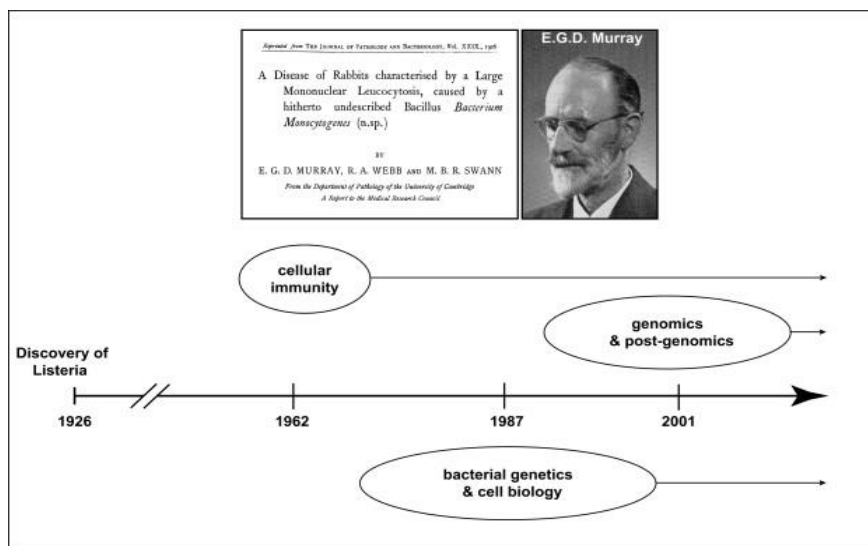 Reprinted from THE JOURNAL OF PATHOLOGY AND BACTERIOLOGY, Vol. XXIX., 1926
A Disease of Rabbits characterised by a Large
Mononuclear Leucocytosis, caused by a
hitherto undescribed Bacillus Bacterium
Monocytogenes (n.sp.)
BY
E. G. D. MURRAY, R. A. WEBB AND M. B. R. SWANN
From the Department of Pathology of the University of Cambridge
A Report to the Medical Research Council
E.G.D. Murray
cellular
immunity
genomics
& post-genomics
Discovery of
Listeria
1926
1962
1987
2001
bacterial genetics
& cell biology